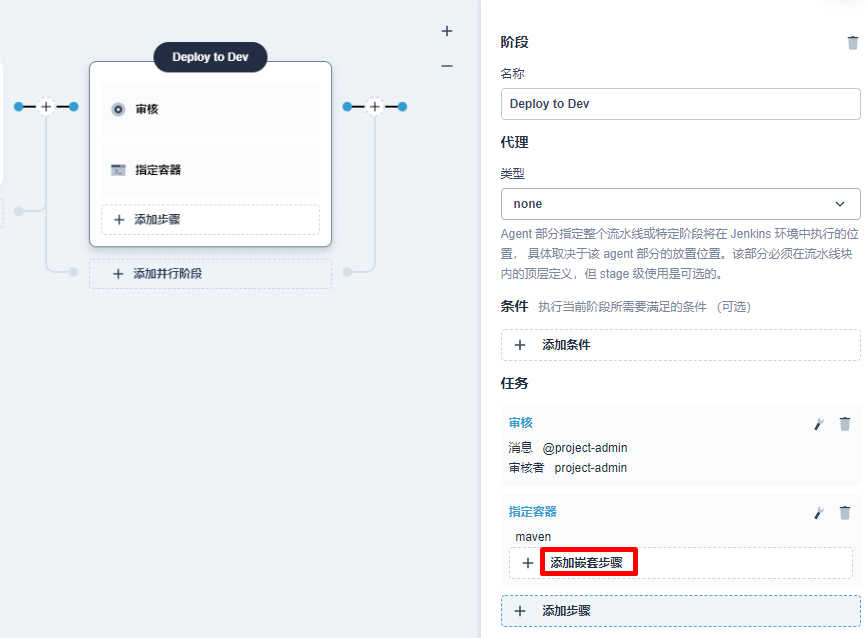 Deploy to Dev
审核
指定容器
添加步骤
添加并行阶段
阶段
名称
Deploy to Dev
代理
类型
none
Agent 部分指定整个流水线或特定阶段将在 Jenkins 环境中执行的位
置， 具体取决于该 agent 部分的放置位置。该部分必须在流水线块
内的顶层定义，但 stage 级使用是可选的。
条件 执行当前阶段所需要满足的条件 （可选）
添加条件
任务
审核
消息 @project-admin
审核者 project-admin
指定容器
maven
添加嵌套步骤
添加步骤